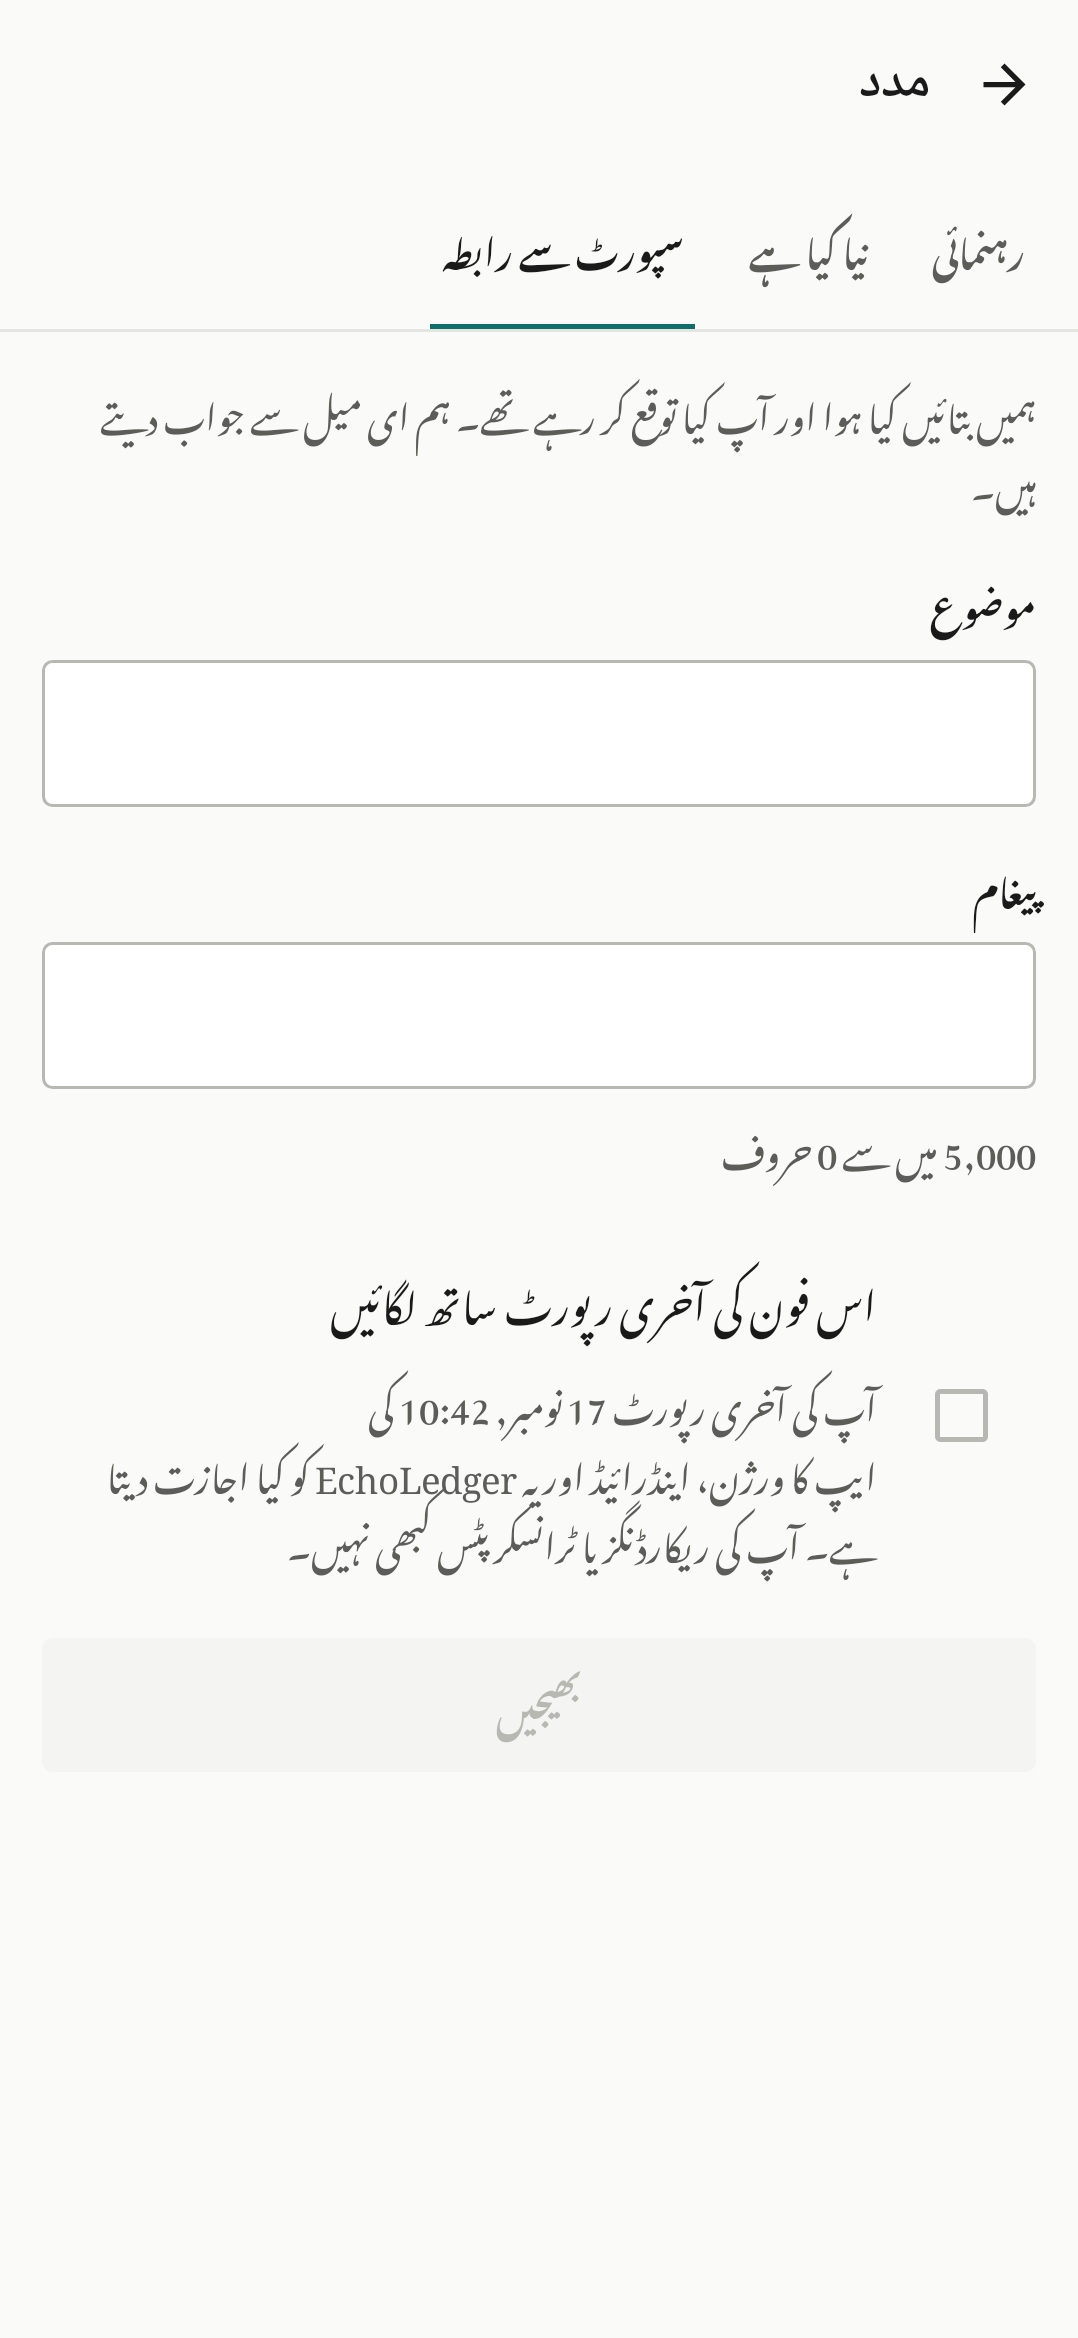 مدد
رہنمائی
نیا کیا ہے
سپورٹ سے رابطہ
ہمیں بتائیں کیا ہوا اور آپ کیا توقع کر رہے تھے۔ ہم ای میل سے جواب دیتے
ہیں۔
موضوع
پیغام
5,000 میں سے 0 حروف
اس فون کی آخری رپورٹ ساتھ لگائیں
آپ کی آخری رپورٹ 17 نومبر, 10:42 کی
ایپ کا ورژن، اینڈرائیڈ اور یہ EchoLedger کو کیا اجازت دیتا
ہے۔ آپ کی ریکارڈنگز یا ٹرانسکرپٹس کبھی نہیں۔
بھیجیں